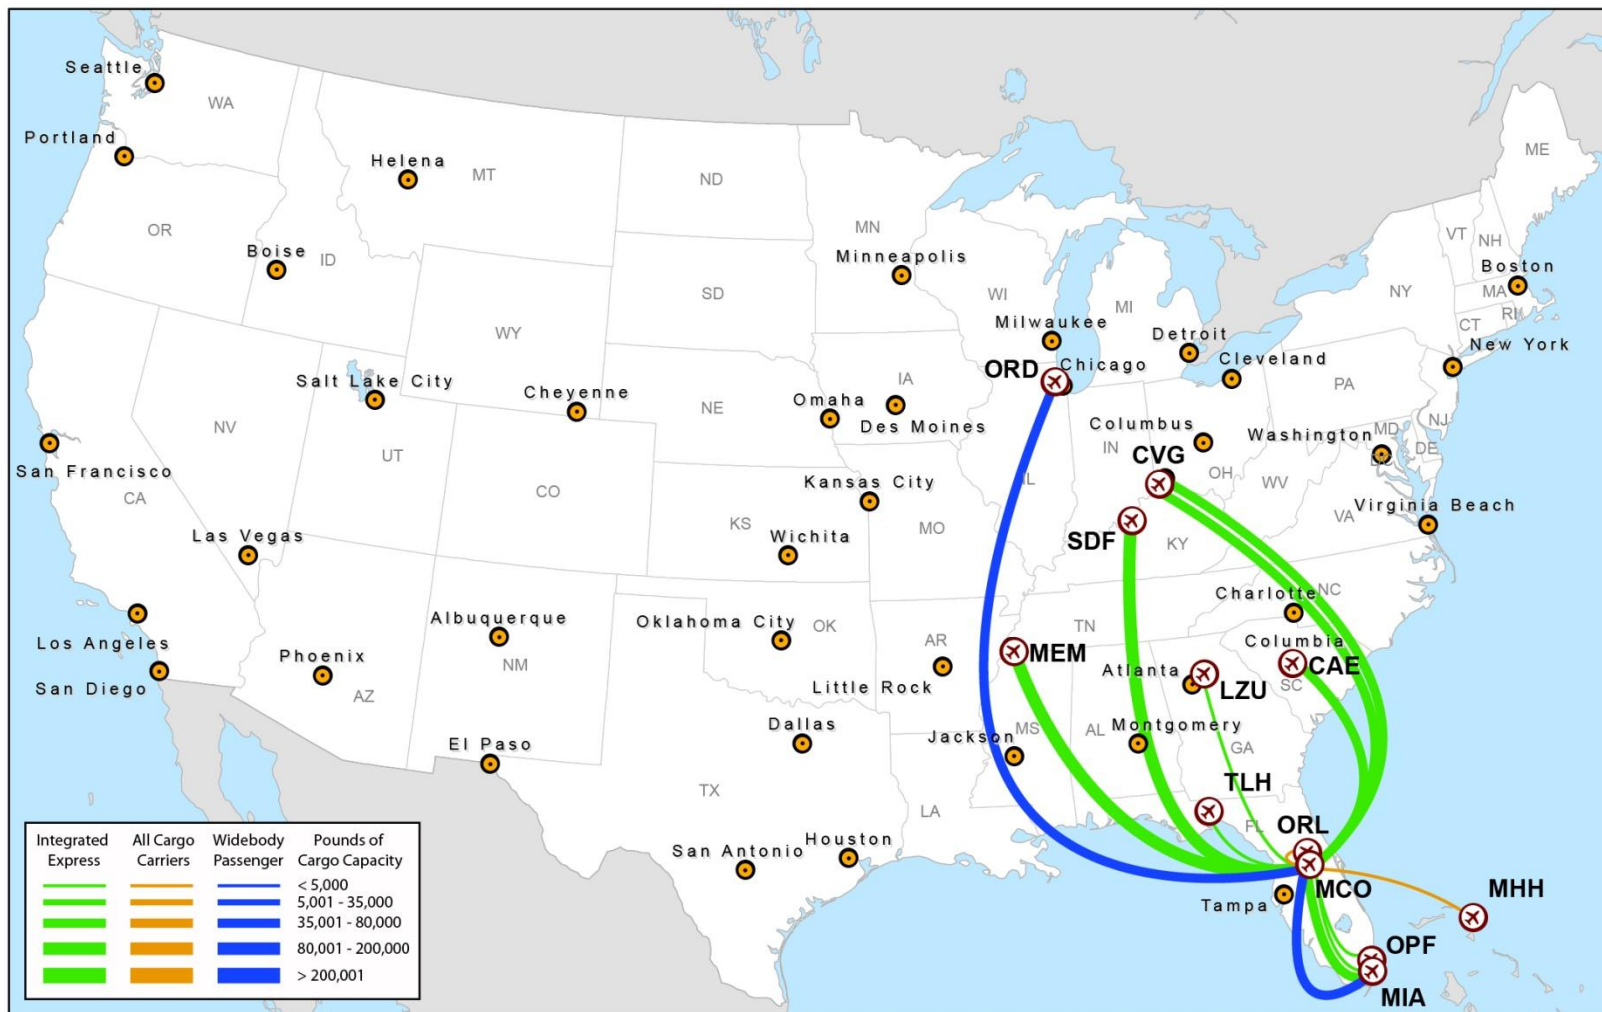 Seattle
WA
Portland
Helena
MT
ND
ME
OR
MN
VT
NH
Boise
ID
Minneapolis
Boston
SD
WI
MI
NY
MA
WY
Milwaukee
CT
RI
Detroit
New York
ORD
Chicago
Cleveland
Salt Lake City
IA
PA
Cheyenne
Omaha
NE
Des Moines
NJ
NV
Columbus
Washington
MD
DE
UT
IN
CVG
DC
San Francisco
OH
CA
CO
Kansas City
IL
WV
Virginia Beach
VA
KS
MO
Las Vegas
Wichita
SDF
KY
NC
Charlotte
Albuquerque
Oklahoma City
OK
TN
Los Angeles
AR
MEM
Columbia
Phoenix
NM
Atlanta
CAE
San Diego
AZ
Little Rock
LZU
SC
Dallas
Jackson
MS
AL
Montgomery
El Paso
GA
TX
TLH
LA
ORL
FL
Houston
San Antonio
MCO
MHH
Tampa
OPF
MIA
Integrated Express
All Cargo Carriers
Widebody Passenger
Pounds of Cargo Capacity
< 5,000
5,001 - 35,000
35,001 - 80,000
80,001 - 200,000
> 200,001